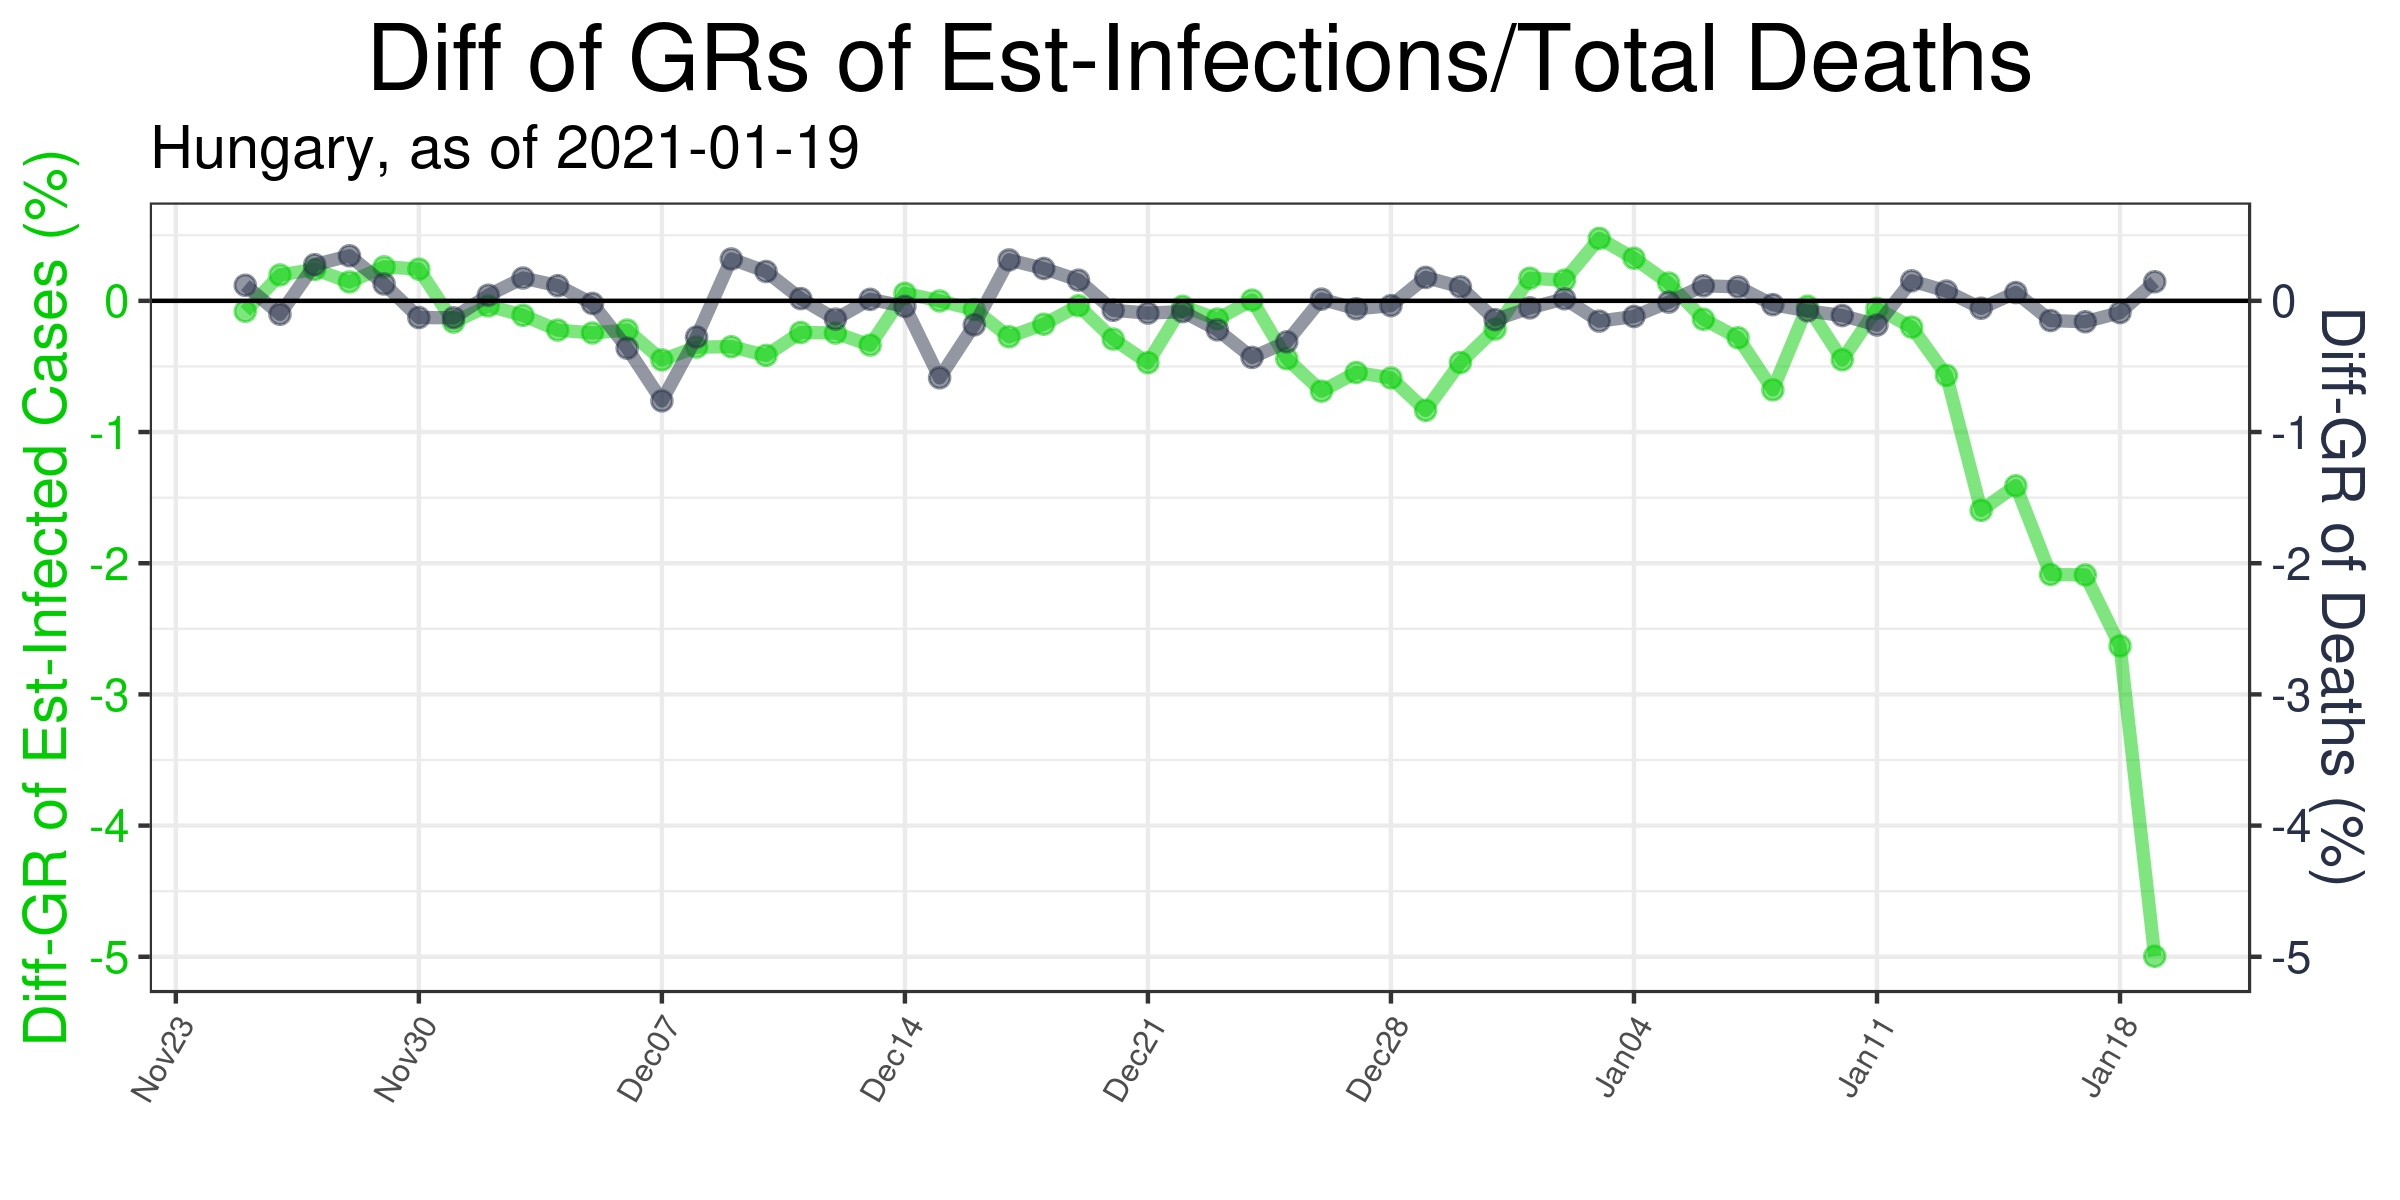 Diff of GRs of Est-Infections/Total Deaths
Hungary, as of 2021-01-19
Diff-GR of Est-Infected Cases (%)
0
-1
-2
-3
-4
-5
0
-1
-2
-3
-4
-5
Diff-GR of Deaths (%)
Nov23
Nov30
Dec07
Dec14
Dec21
Dec28
Jan04
Jan11
Jan18